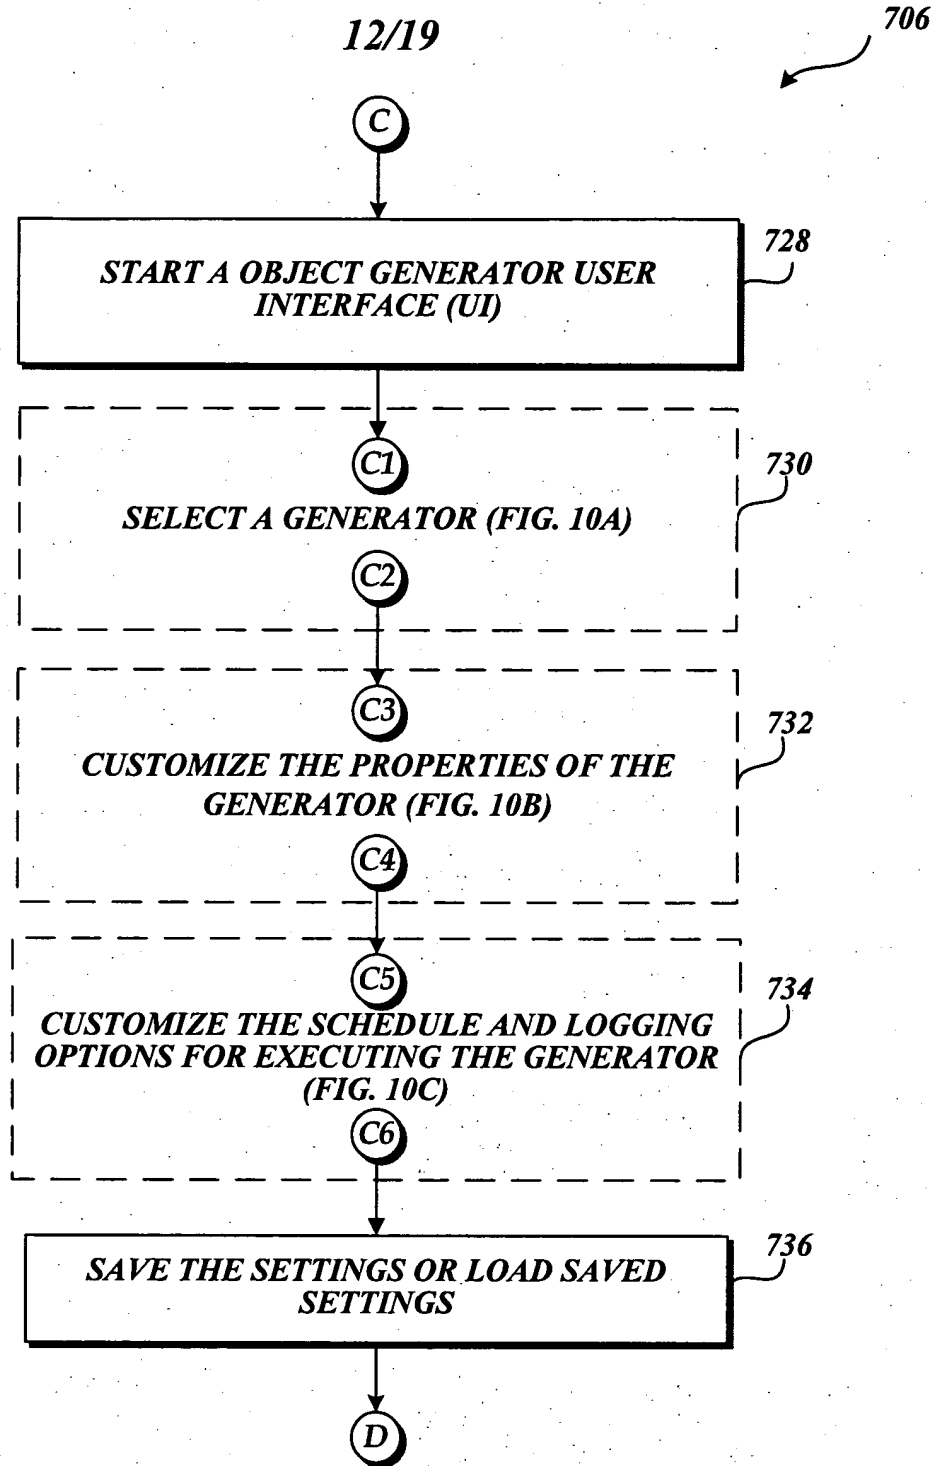 12/19
706
C
START A OBJECT GENERATOR USER
INTERFACE (UI)
728
C1
SELECT A GENERATOR (FIG. 10A)
C2
730
C3
CUSTOMIZE THE PROPERTIES OF THE
GENERATOR (FIG. 10B)
C4
732
C5
CUSTOMIZE THE SCHEDULE AND LOGGING
OPTIONS FOR EXECUTING THE GENERATOR
(FIG. 10C)
C6
734
SAVE THE SETTINGS OR LOAD SAVED
SETTINGS
736
D